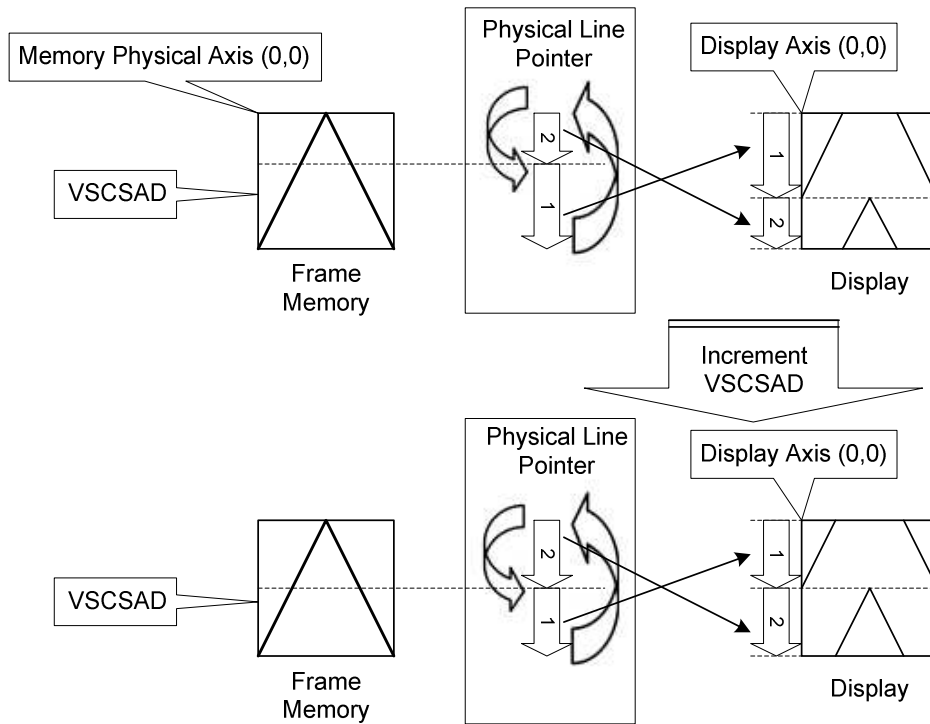 Physical Line
Pointer
Memory Physical Axis (0,0)
Display Axis (0,0)
2
1
1
2
VSCSAD
Frame
Memory
Display
Increment
VSCSAD
Physical Line
Pointer
Display Axis (0,0)
2
1
1
2
VSCSAD
Frame
Memory
Display